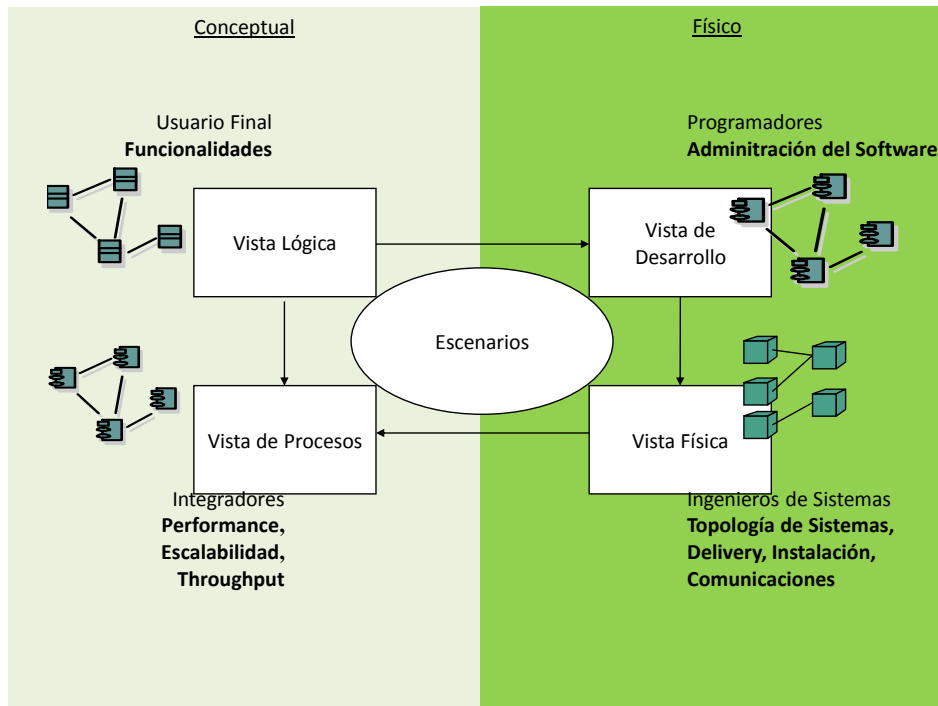 Conceptual
Físico
Usuario Final
Funcionalidades
Programadores
Adminitración del Software
Vista Lógica
Vista de
Desarrollo
Escenarios
Vista de Procesos
Vista Física
Integradores
Performance,
Escalabilidad,
Throughput
Ingenieros de Sistemas
Topología de Sistemas,
Delivery, Instalación,
Comunicaciones